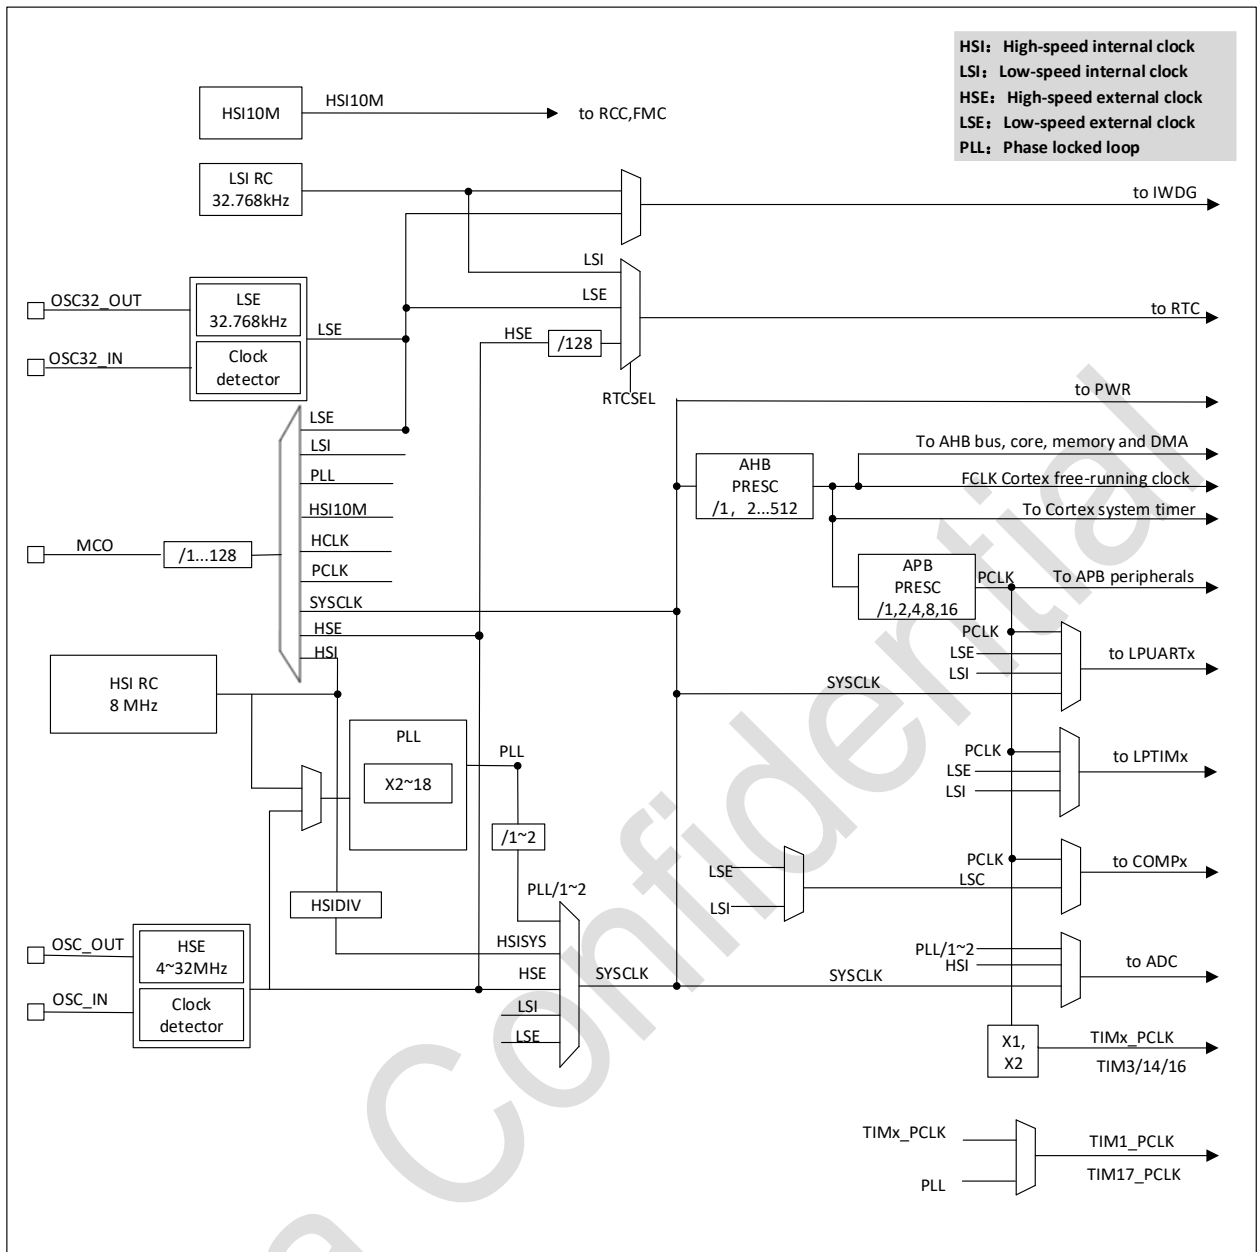 HSI: High-speed internal clock
LSI: Low-speed internal clock
HSE: High-speed external clock
LSE: Low-speed external clock
PLL: Phase locked loop
HSI10M
HSI10M
to RCC,FMC
LSI RC
32.768kHz
to IWDG
LSI
OSC32_OUT
LSE
32.768kHz
LSE
to RTC
LSE
HSE
/128
OSC32_IN
Clock
detector
RTCSEL
to PWR
LSE
LSI
PLL
HSI10M
HCLK
PCLK
SYSCLK
HSE
HSI
MCO
/1...128
AHB
PRESC
/1, 2...512
To AHB bus, core, memory and DMA
FCLK Cortex free-running clock
To Cortex system timer
APB
PRESC
/1,2,4,8,16
PCLK
To APB peripherals
PCLK
LSE
LSI
SYSCLK
to LPUARTx
HSI RC
8 MHz
PLL
X2~18
PLL
/1~2
PCLK
LSE
LSI
to LPTIMx
HSIDIV
PLL/1~2
HSISYS
HSE
LSI
LSE
SYSCLK
LSE
LSI
PCLK
LSC
to COMPx
OSC_OUT
HSE
4~32MHz
OSC_IN
Clock
detector
PLL/1~2
HSI
SYSCLK
to ADC
X1,
X2
TIMx_PCLK
TIM3/14/16
TIMx_PCLK
PLL
TIM1_PCLK
TIM17_PCLK
a Confidential